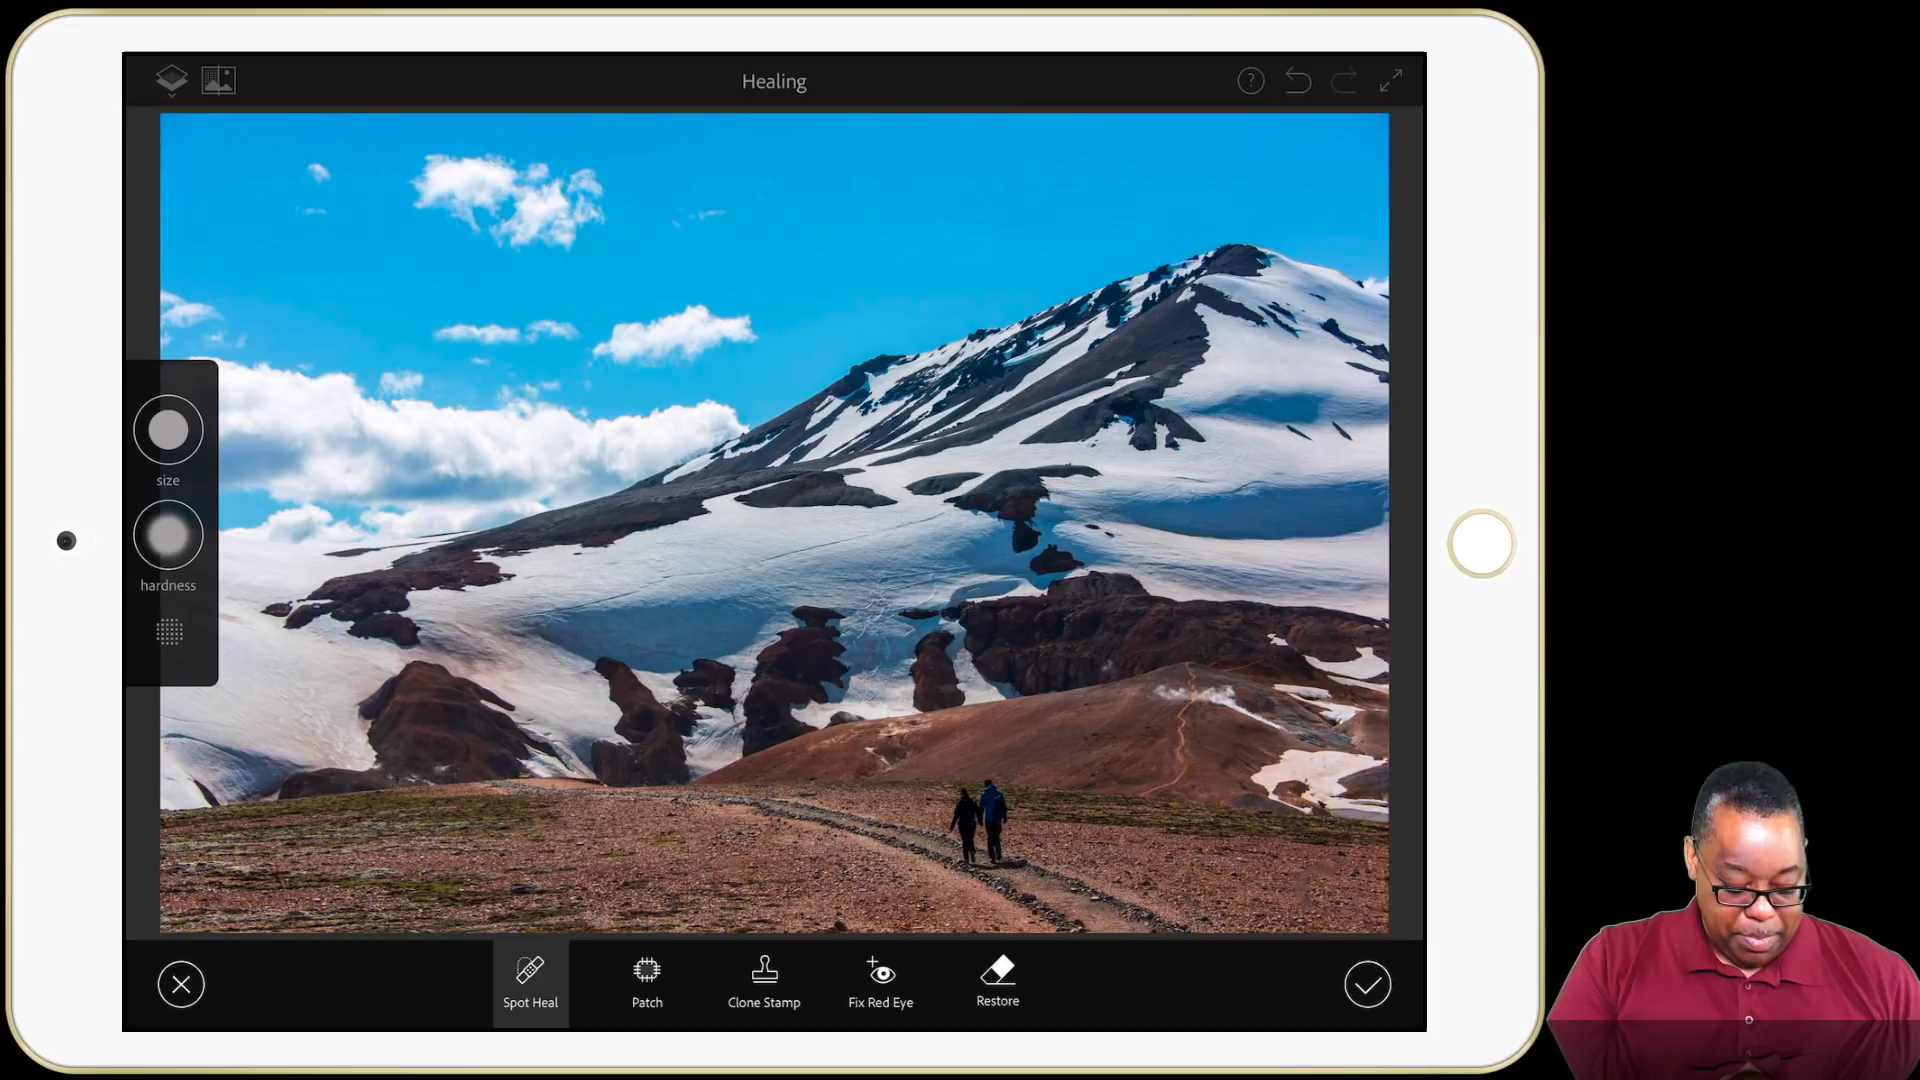 Healing
?
size
hardness
Spot Heal
Patch
Clone Stamp
Fix Red Eye
Restore